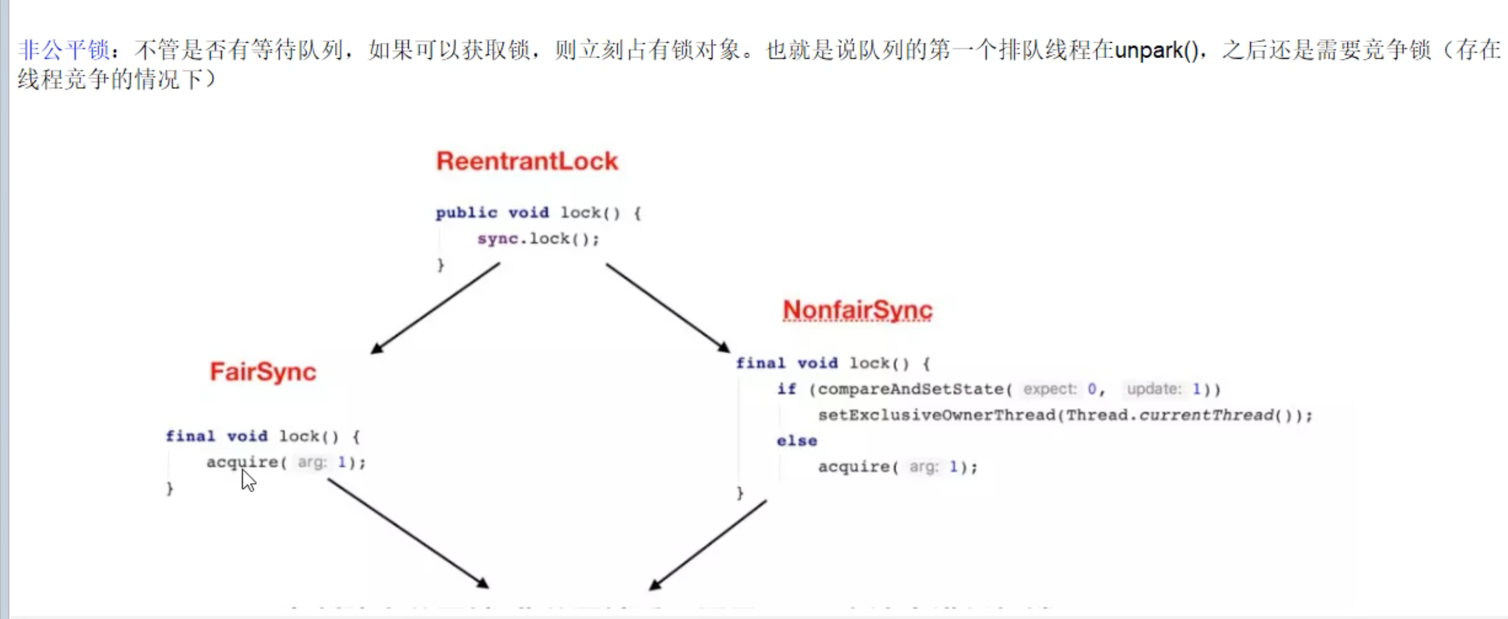 非公平锁：不管是否有等待队列，如果可以获取锁，则立刻占有锁对象。也就是说队列的第一个排队线程在unpark()，之后还是需要竞争锁（存在
线程竞争的情况下）
ReentrantLock
public void lock() {
sync.lock();
}
FairSync
final void lock() {
acquire( arg: 1);
}
NonfairSync
final void lock() {
if (compareAndSetState( expect: 0, update: 1))
setExclusiveOwnerThread(Thread.currentThread());
else
acquire( arg: 1);
}